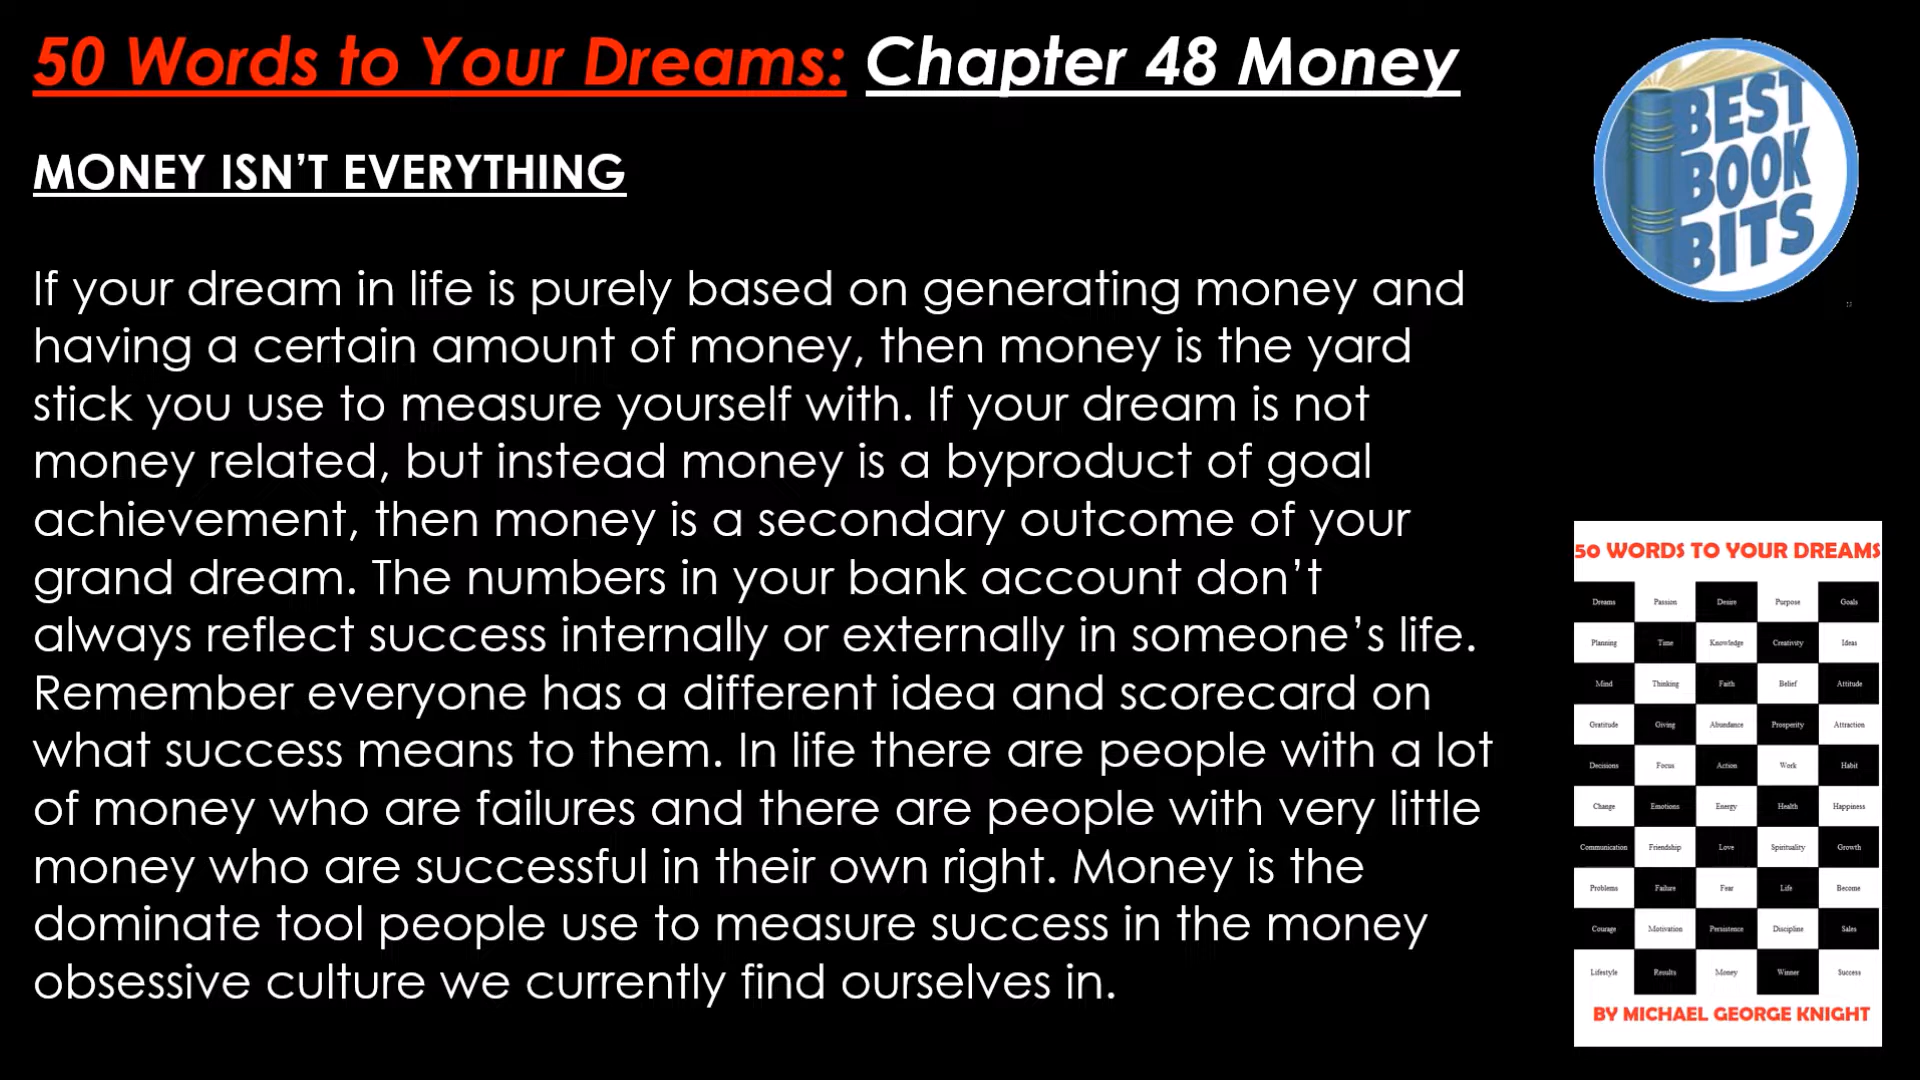 50 Words to Your Dreams: Chapter 48 Money
MONEY ISN’T EVERYTHING
If your dream in life is purely based on generating money and
having a certain amount of money, then money is the yard
stick you use to measure yourself with. If your dream is not
money related, but instead money is a byproduct of goal
achievement, then money is a secondary outcome of your
grand dream. The numbers in your bank account don’t
always reflect success internally or externally in someone’s life.
Remember everyone has a different idea and scorecard on
what success means to them. In life there are people with a lot
of money who are failures and there are people with very little
money who are successful in their own right. Money is the
dominate tool people use to measure success in the money
obsessive culture we currently find ourselves in.
BEST
BOOK
BITS
50 WORDS TO YOUR DREAMS
Dreams Passion Desire Purpose Goals
Planning Time Knowledge Creativity Ideas
Mind Thinking Faith Belief Attitude
Gratitude Giving Abundance Prosperity Attraction
Decisions Focus Action Work Habit
Change Emotions Energy Health Happiness
Communication Friendship Love Spirituality Growth
Problems Failure Fear Life Become
Courage Motivation Persistence Discipline Sales
Lifestyle Results Money Winner Success
BY MICHAEL GEORGE KNIGHT